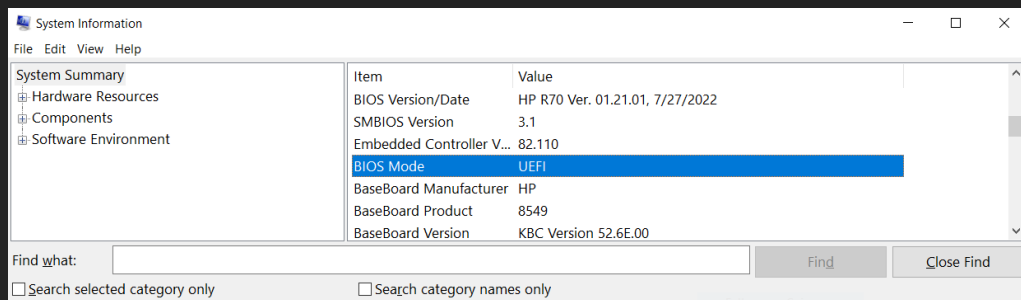 System Information
File Edit View Help
System Summary
Hardware Resources
Components
Software Environment
Item Value
BIOS Version/Date HP R70 Ver. 01.21.01, 7/27/2022
SMBIOS Version 3.1
Embedded Controller V... 82.110
BIOS Mode UEFI
BaseBoard Manufacturer HP
BaseBoard Product 8549
BaseBoard Version KBC Version 52.6E.00
Find what: Find Close Find
Search selected category only Search category names only